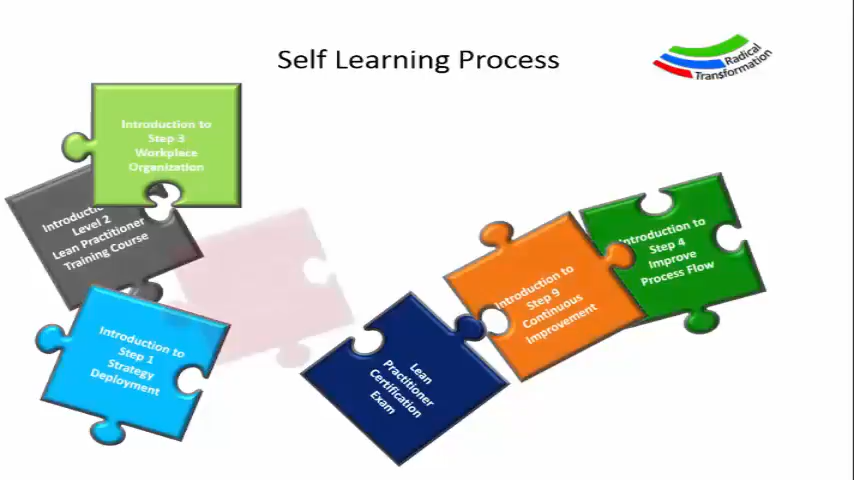 Self Learning Process
Radical
Transformation
Introduction to
Step 3
Workplace
Organization
Level 2
Lean Practitioner
Training Course
Introduction to
Step 1
Strategy
Deployment
Lean
Practitioner
Certification
Exam
Introduction to
Step 9
Continuous
Improvement
Introduction to
Step 4
Improve
Process Flow